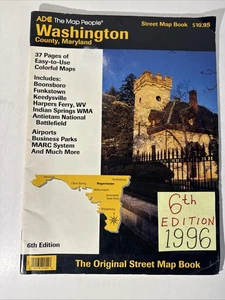 ADC The Map People®
Street Map Book $10.95
Washington
County, Maryland
37 Pages of
Easy-to-Use
Colorful Maps
Includes:
Boonsboro
Funkstown
Keedysville
Harpers Ferry, WV
Indian Springs WMA
Antietam National
Battlefield
Airports
Business Parks
MARC System
And Much More
6th
EDITION
1996
Hagerstown
6th Edition
The Original Street Map Book